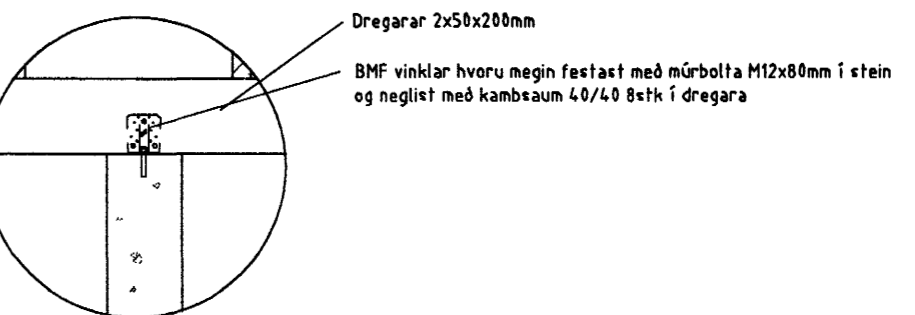 Dregarar 2x50x200mm
BMF vinklar hvoru megin festast með múrbolta M12x80mm í stein
og neglist með kambsaum 40/40 8stk í dregara